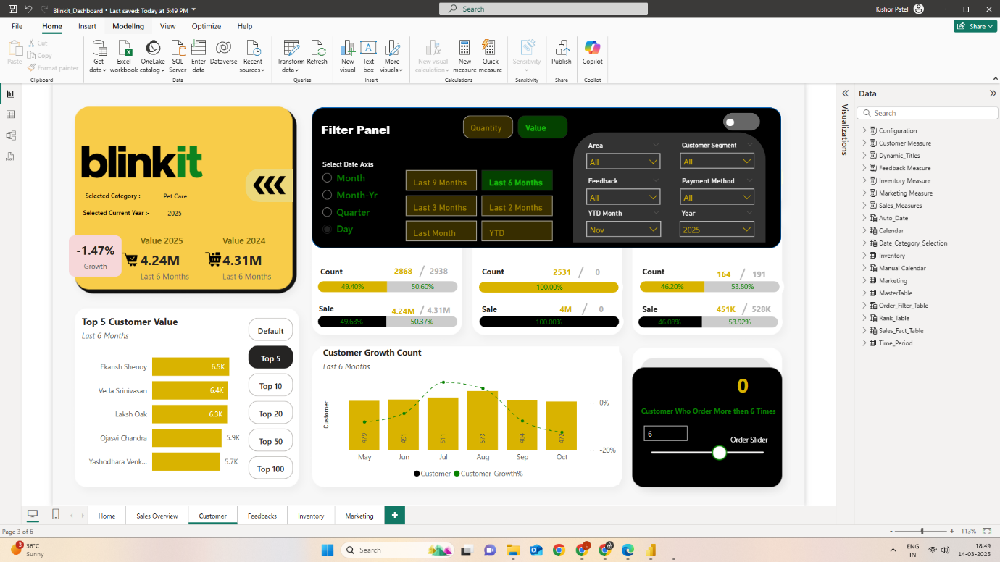 Blinkit_Dashboard • Last saved: Today at 5:49 PM
Search
Kishor Patel
File Home Insert Modeling View Optimize Help
Share
Paste
Cut
Copy
Format painter
Clipboard
Get data
Excel workbook
OneLake catalog
SQL Server
Enter data
Dataverse
Recent sources
Data
Transform data
Refresh
Queries
New visual
Text box
More visuals
Insert
New visual calculation
New measure
Quick measure
Calculations
Sensitivity
Sensitivity
Publish
Share
Copilot
Copilot
blinkit
Selected Category :- Pet Care
Selected Current Year :- 2025
-1.47%
Growth
Value 2025
4.24M
Last 6 Months
Value 2024
4.31M
Last 6 Months
Filter Panel
Quantity
Value
Select Date Axis
Month
Month-Yr
Quarter
Day
Last 9 Months
Last 6 Months
Last 3 Months
Last 2 Months
Last Month
YTD
Area
All
Customer Segment
All
Feedback
All
Payment Method
All
YTD Month
Nov
Year
2025
Count 2868 / 2938
49.40% 50.60%
Sale 4.24M / 4.31M
49.63% 50.37%
Count 2531 / 0
100.00%
Sale 4M / 0
100.00%
Count 164 / 191
46.20% 53.80%
Sale 451K / 528K
46.08% 53.92%
Top 5 Customer Value
Last 6 Months
Ekansh Shenoy 6.5K
Veda Srinivasan 6.4K
Laksh Oak 6.3K
Ojasvi Chandra 5.9K
Yashodhara Venk... 5.7K
Default
Top 5
Top 10
Top 20
Top 50
Top 100
Customer Growth Count
Last 6 Months
Customer
479 491 511 573 484 477
0%
-20%
May Jun Jul Aug Sep Oct
Customer Customer_Growth%
0
Customer Who Order More then 6 Times
6
Order Slider
Visualizations
Data
Search
Configuration
Customer Measure
Dynamic_Titles
Feedback Measure
Inventory Measure
Marketing Measure
Sales_Measures
Auto_Date
Calendar
Date_Category_Selection
Inventory
Manual Calendar
Marketing
MasterTable
Order_Filter_Table
Rank_Table
Sales_Fact_Table
Time_Period
Home Sales Overview Customer Feedbacks Inventory Marketing +
Page 3 of 6
- + 113%
3
36°C
Sunny
Search
ENG
IN
18:49
14-03-2025